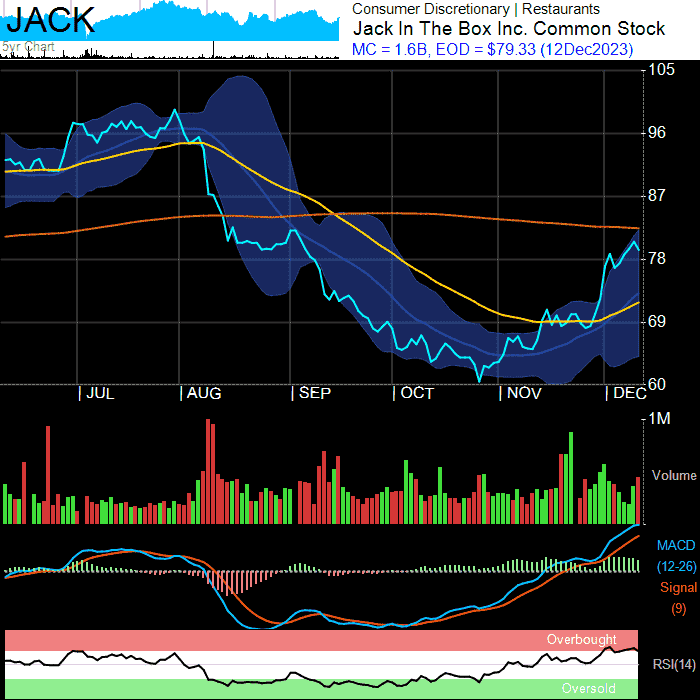 JACK
5yr Chart
Consumer Discretionary | Restaurants
Jack In The Box Inc. Common Stock
MC = 1.6B, EOD = $79.33 (12Dec2023)
105
96
87
78
69
60
JUL AUG SEP OCT NOV DEC
1M
Volume
MACD
(12-26)
Signal
(9)
Overbought
RSI(14)
Oversold